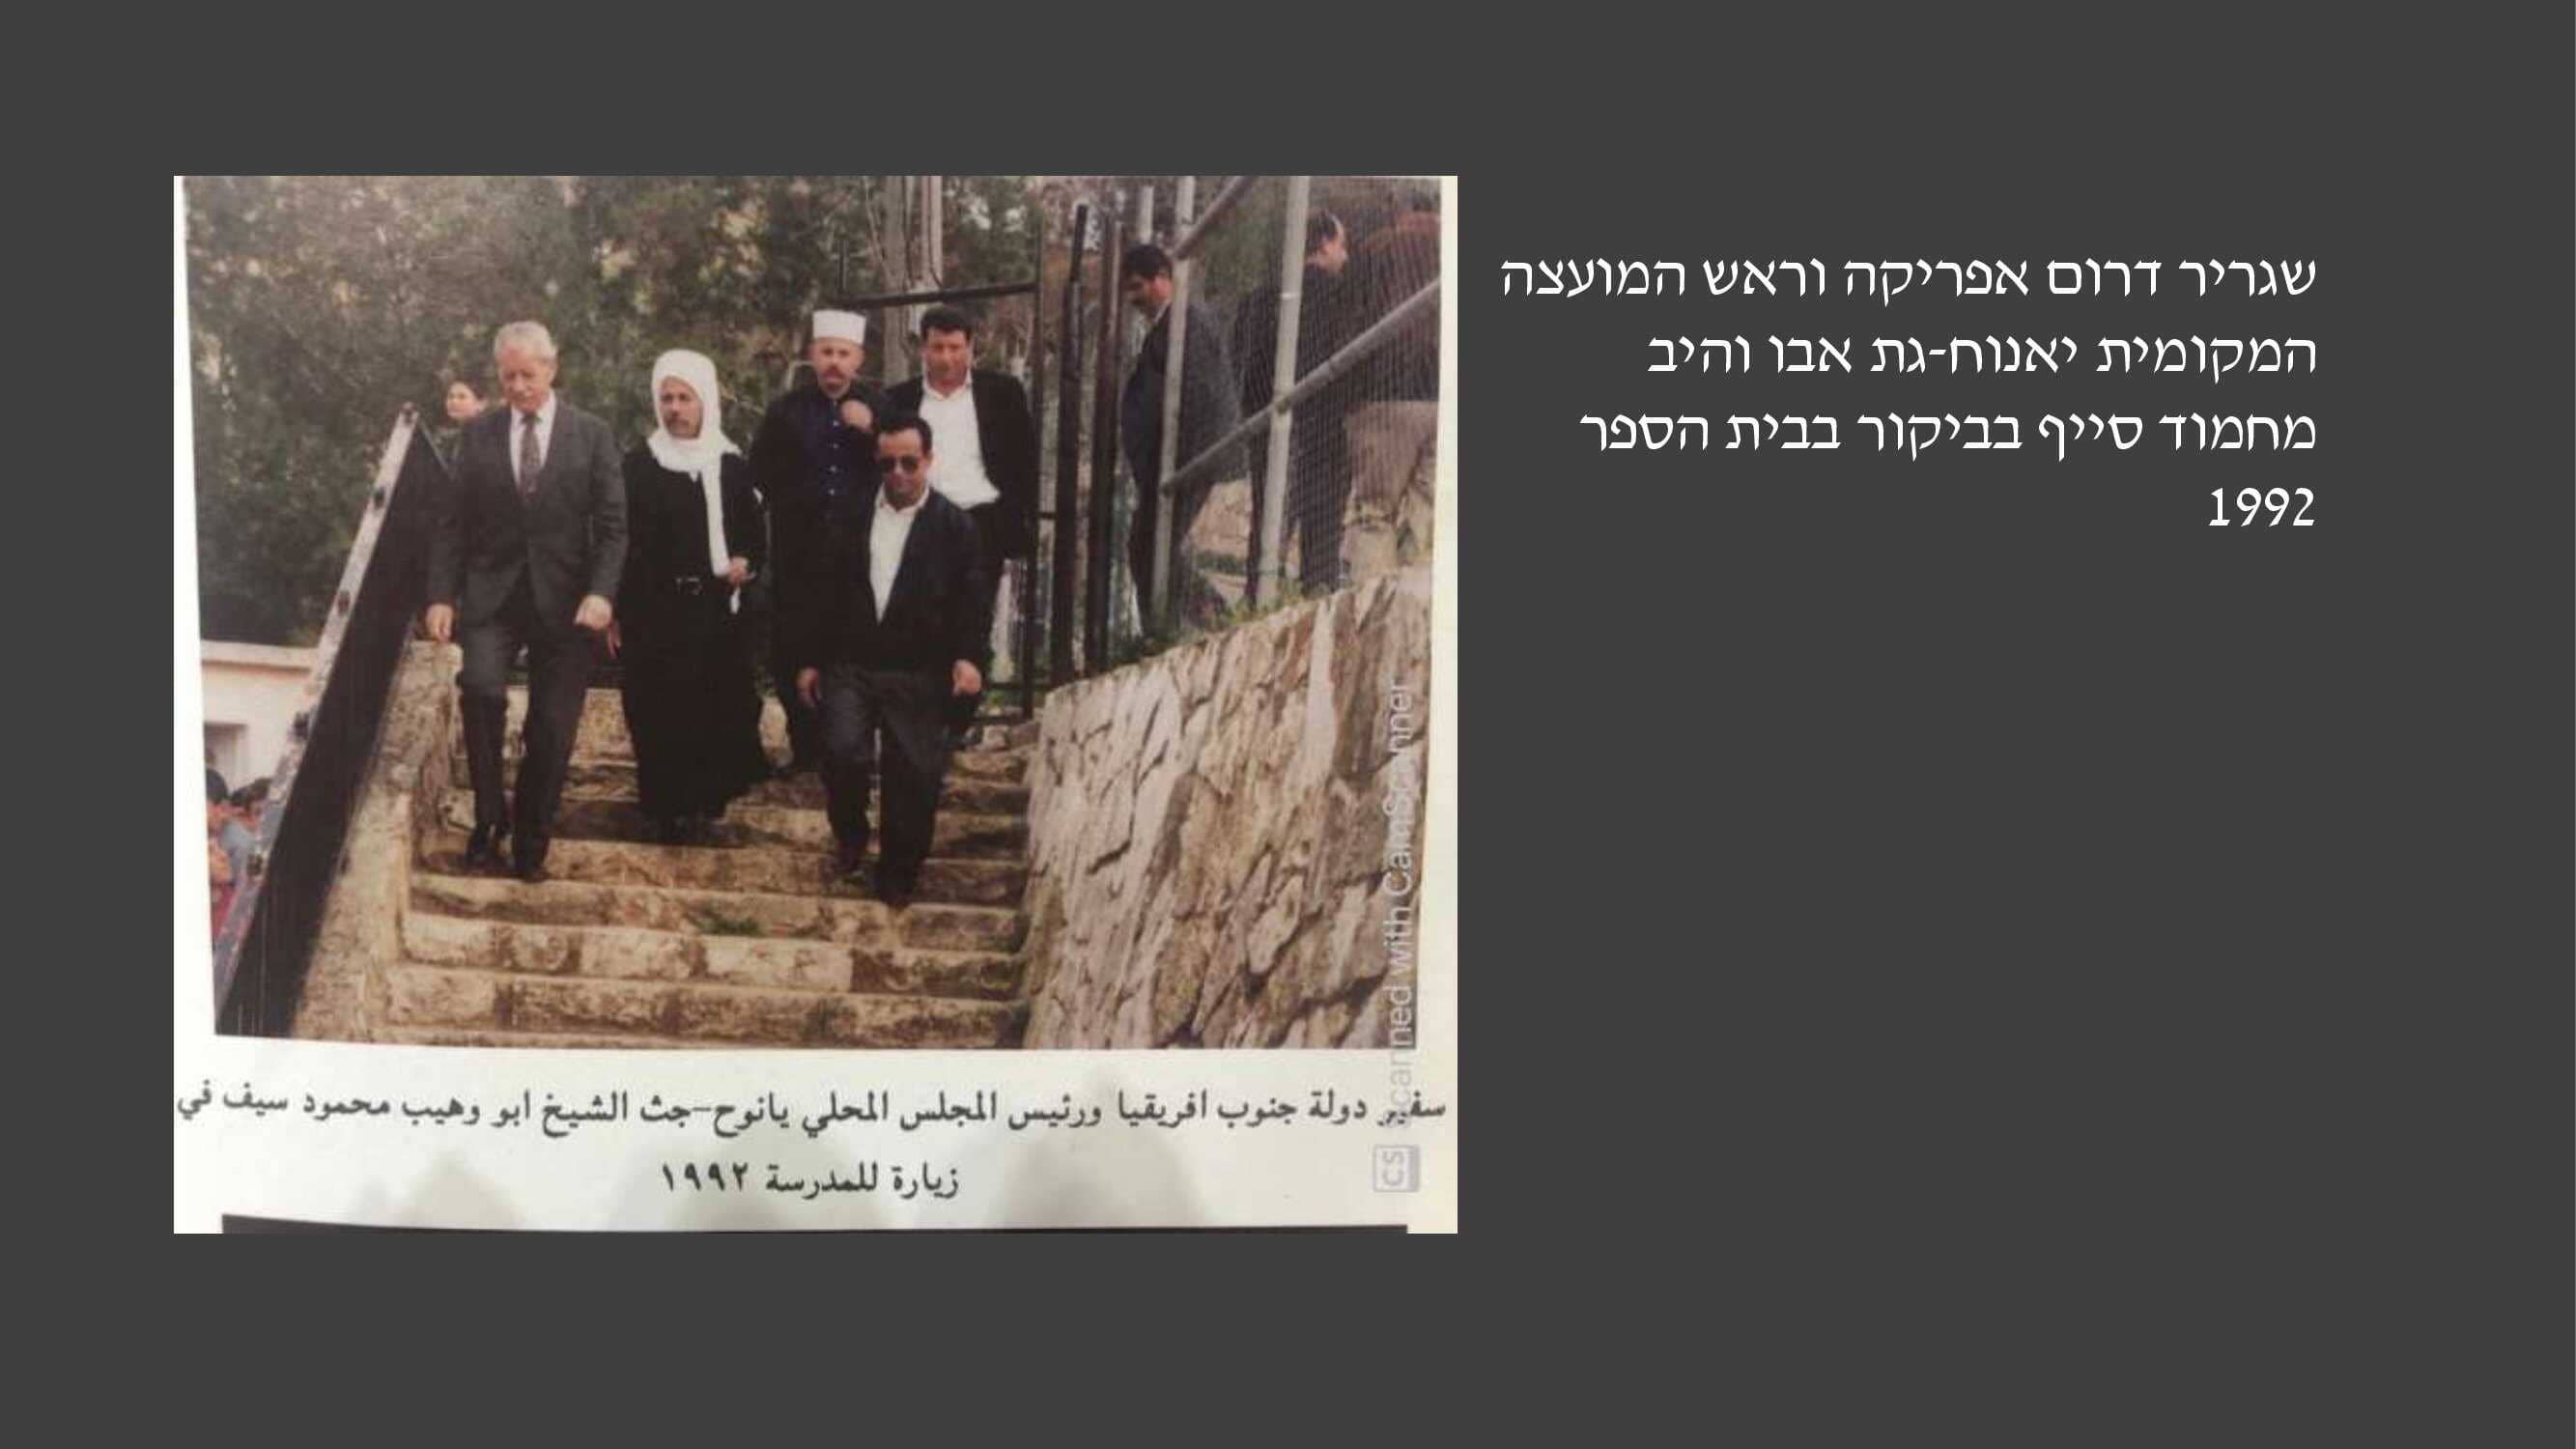 שגריר דרום אפריקה וראש המועצה
המקומית יאנוח-גת אבו והיב
מחמוד סייף בביקור בבית הספר
1992
سفير دولة جنوب افريقيا ورئيس المجلس المحلي يانوح-جث الشيخ ابو وهيب محمود سيف في
زيارة للمدرسة ١٩٩٢
CS Scanned with CamScanner